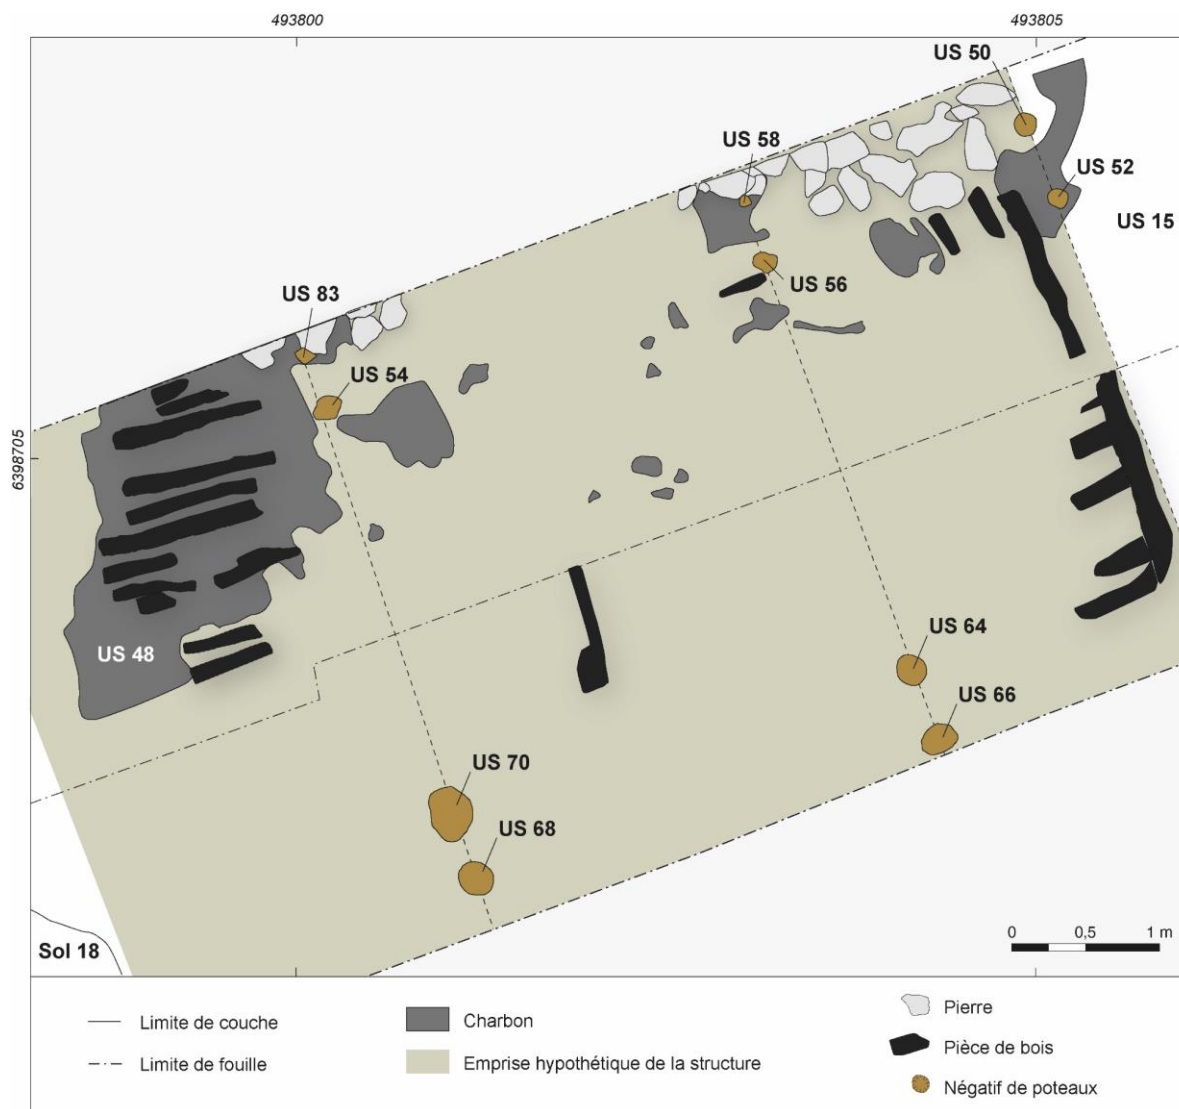 493800
493805
US 50
US 58
US 52
US 15
US 56
US 83
US 54
6398705
US 64
US 48
US 66
US 70
US 68
Sol 18
0 0,5 1 m
Limite de couche
Limite de fouille
Charbon
Emprise hypothétique de la structure
Pierre
Pièce de bois
Négatif de poteaux